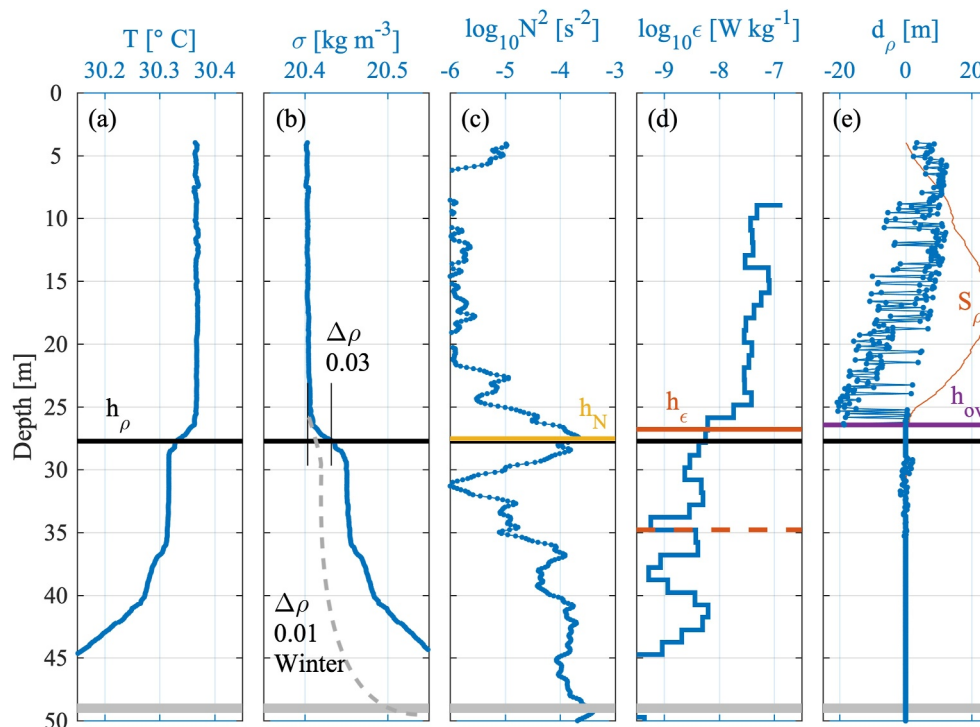 T [° C]
σ [kg m⁻³]
log₁₀N² [s⁻²]
log₁₀ϵ [W kg⁻¹]
d_ρ [m]
30.2 30.3 30.4
20.4 20.5
-6 -5 -4 -3
-9 -8 -7
-20 0 20
0
5
10
15
20
25
30
35
40
45
50
Depth [m]
(a)
h_ρ
(b)
Δρ
0.03
Δρ
0.01
Winter
(c)
h_N
(d)
h_ϵ
(e)
S_ρ
h_ov